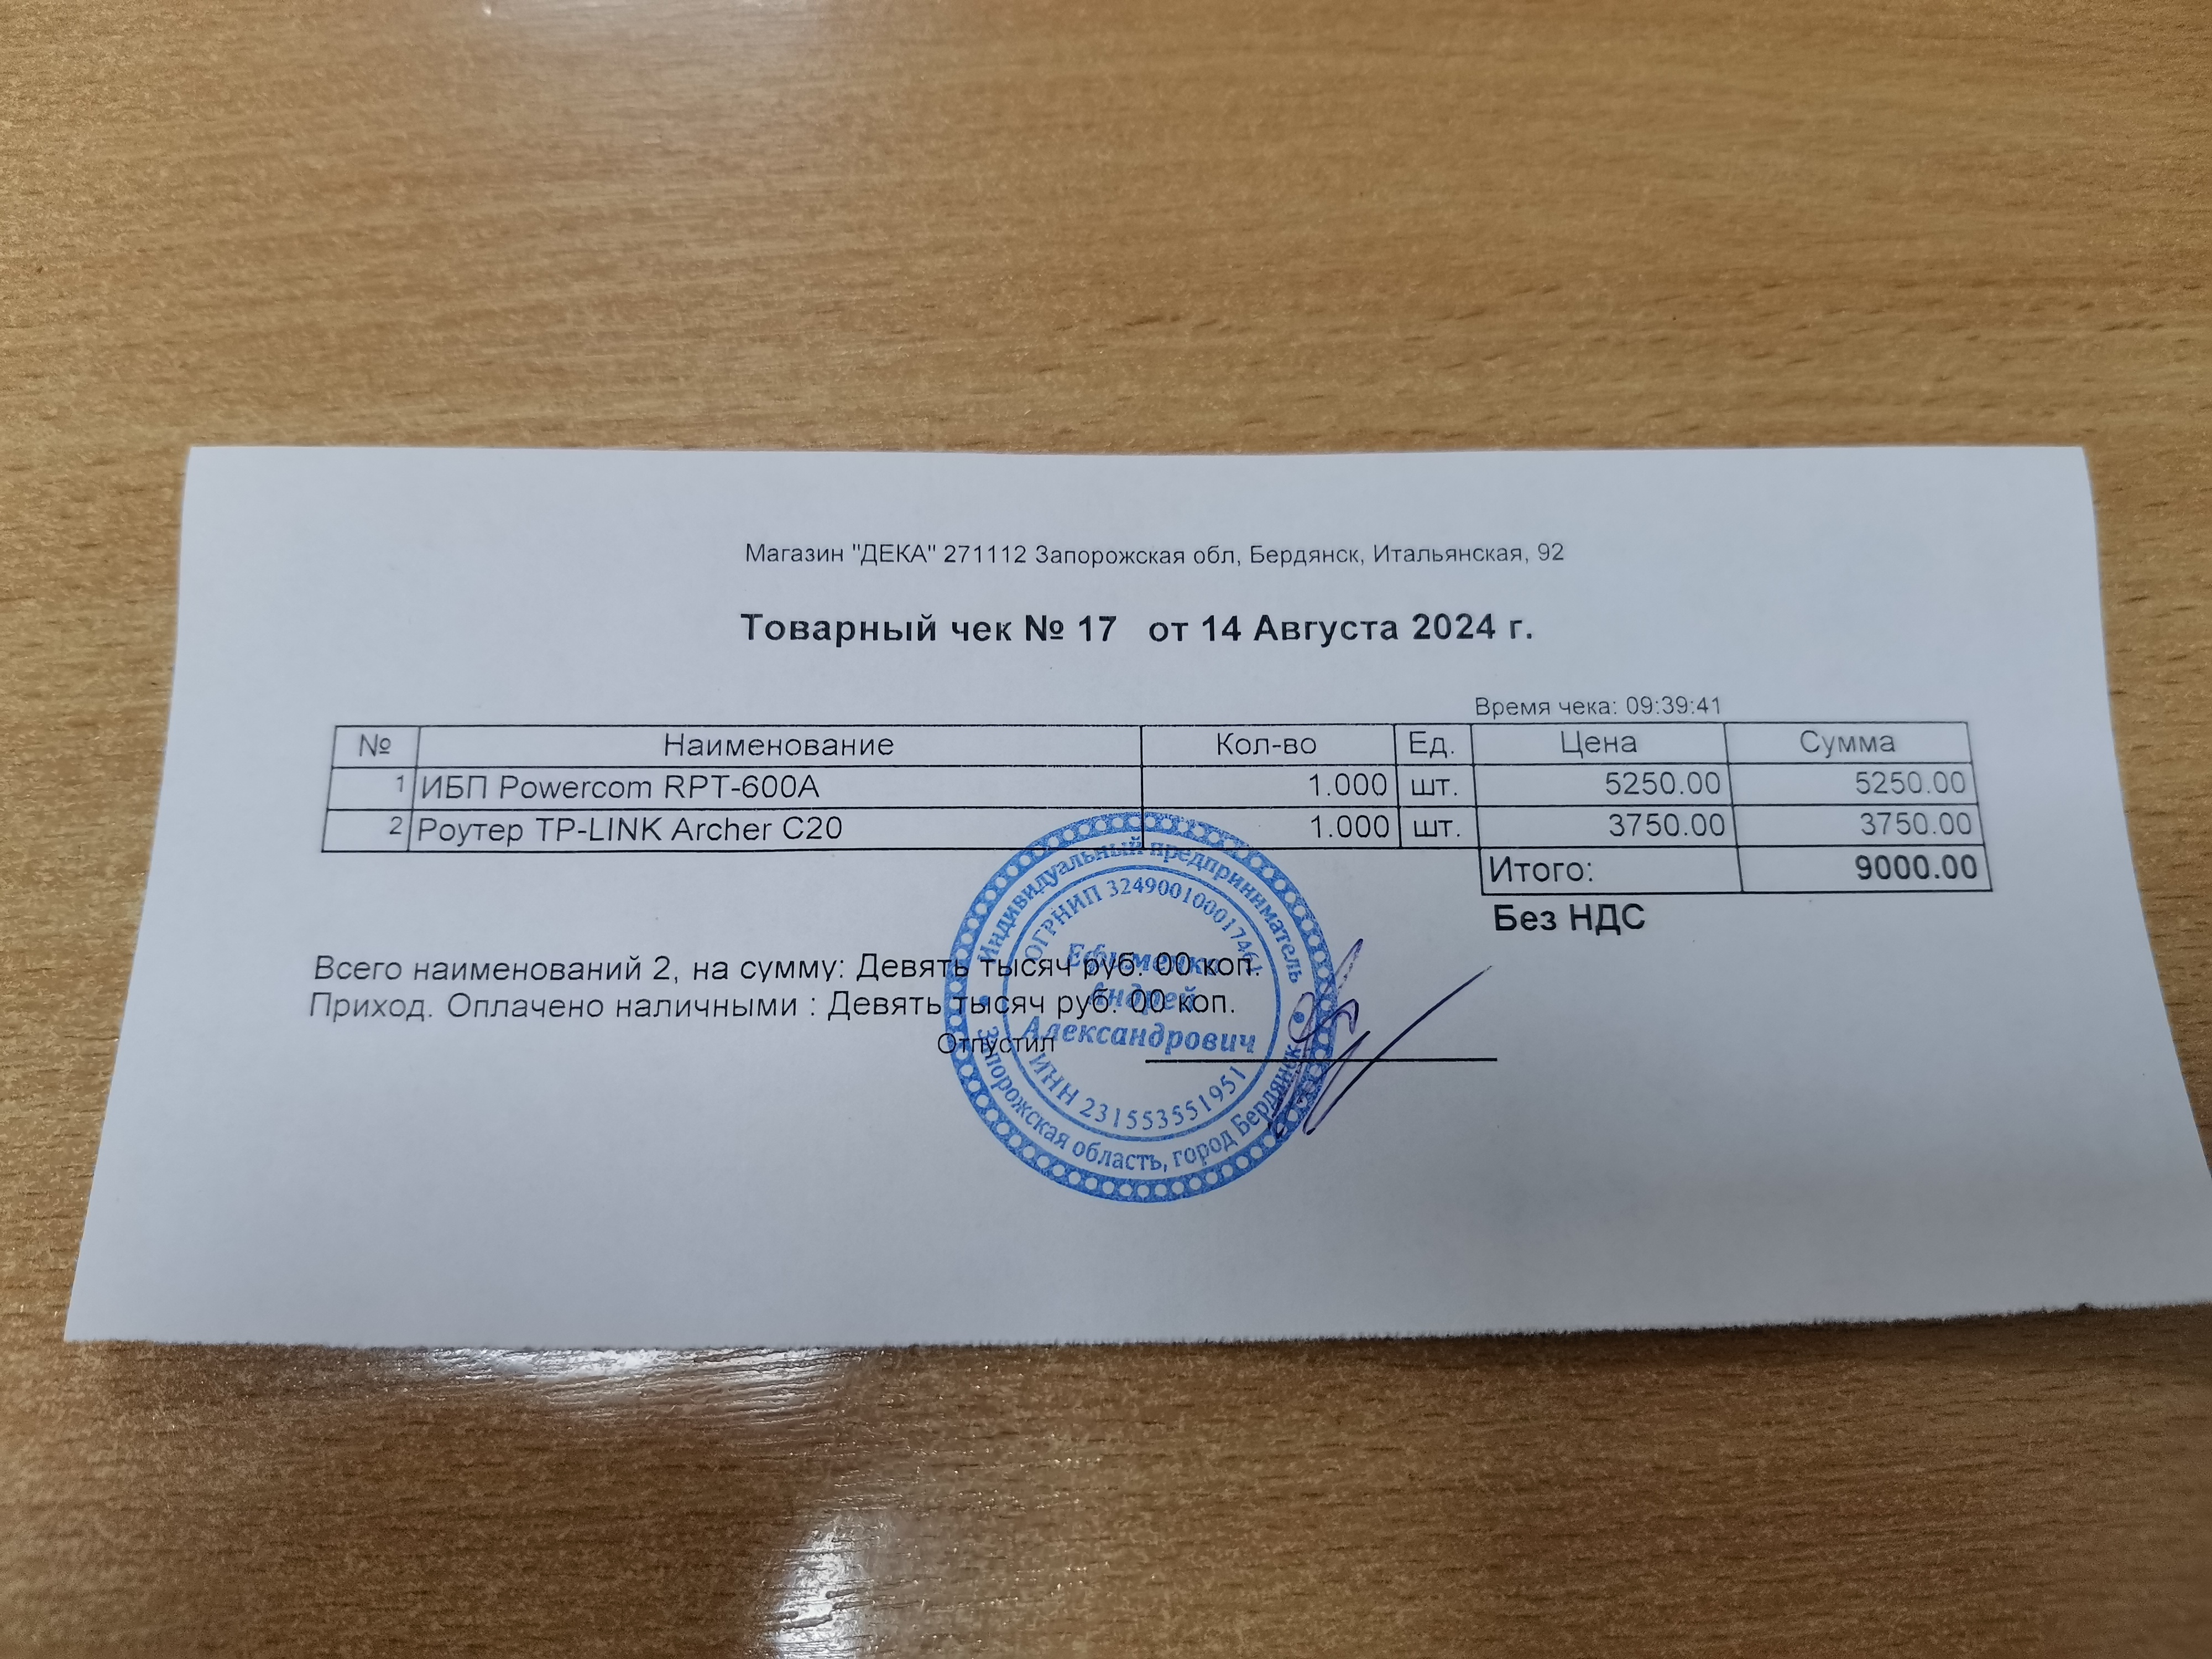 Магазин "ДЕКА" 271112 Запорожская обл, Бердянск, Итальянская, 92
Товарный чек № 17 от 14 Августа 2024 г.
Время чека: 09:39:41
№ Наименование Кол-во Ед. Цена Сумма
1 ИБП Powercom RPT-600A 1.000 шт. 5250.00 5250.00
2 Роутер TP-LINK Archer C20 1.000 шт. 3750.00 3750.00
Итого: 9000.00
Без НДС
Всего наименований 2, на сумму: Девять тысяч руб. 00 коп.
Приход. Оплачено наличными : Девять тысяч руб. 00 коп.
Отпустил
Индивидуальный предприниматель
ОГРНИП
Ефименко
Андрей
Александрович
ИНН 231553551951
Запорожская область, город Бердянск